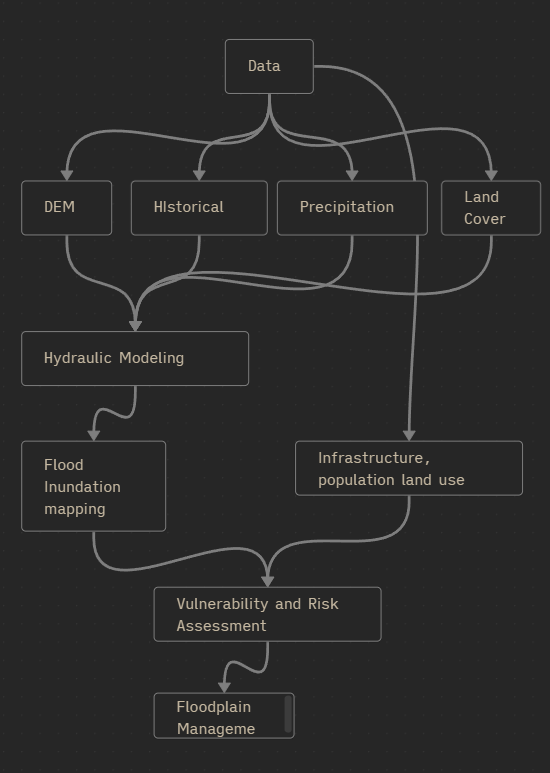 Data
DEM
HIstorical
Precipitation
Land
Cover
Hydraulic Modeling
Flood
Inundation
mapping
Infrastructure,
population land use
Vulnerability and Risk
Assessment
Floodplain
Manageme